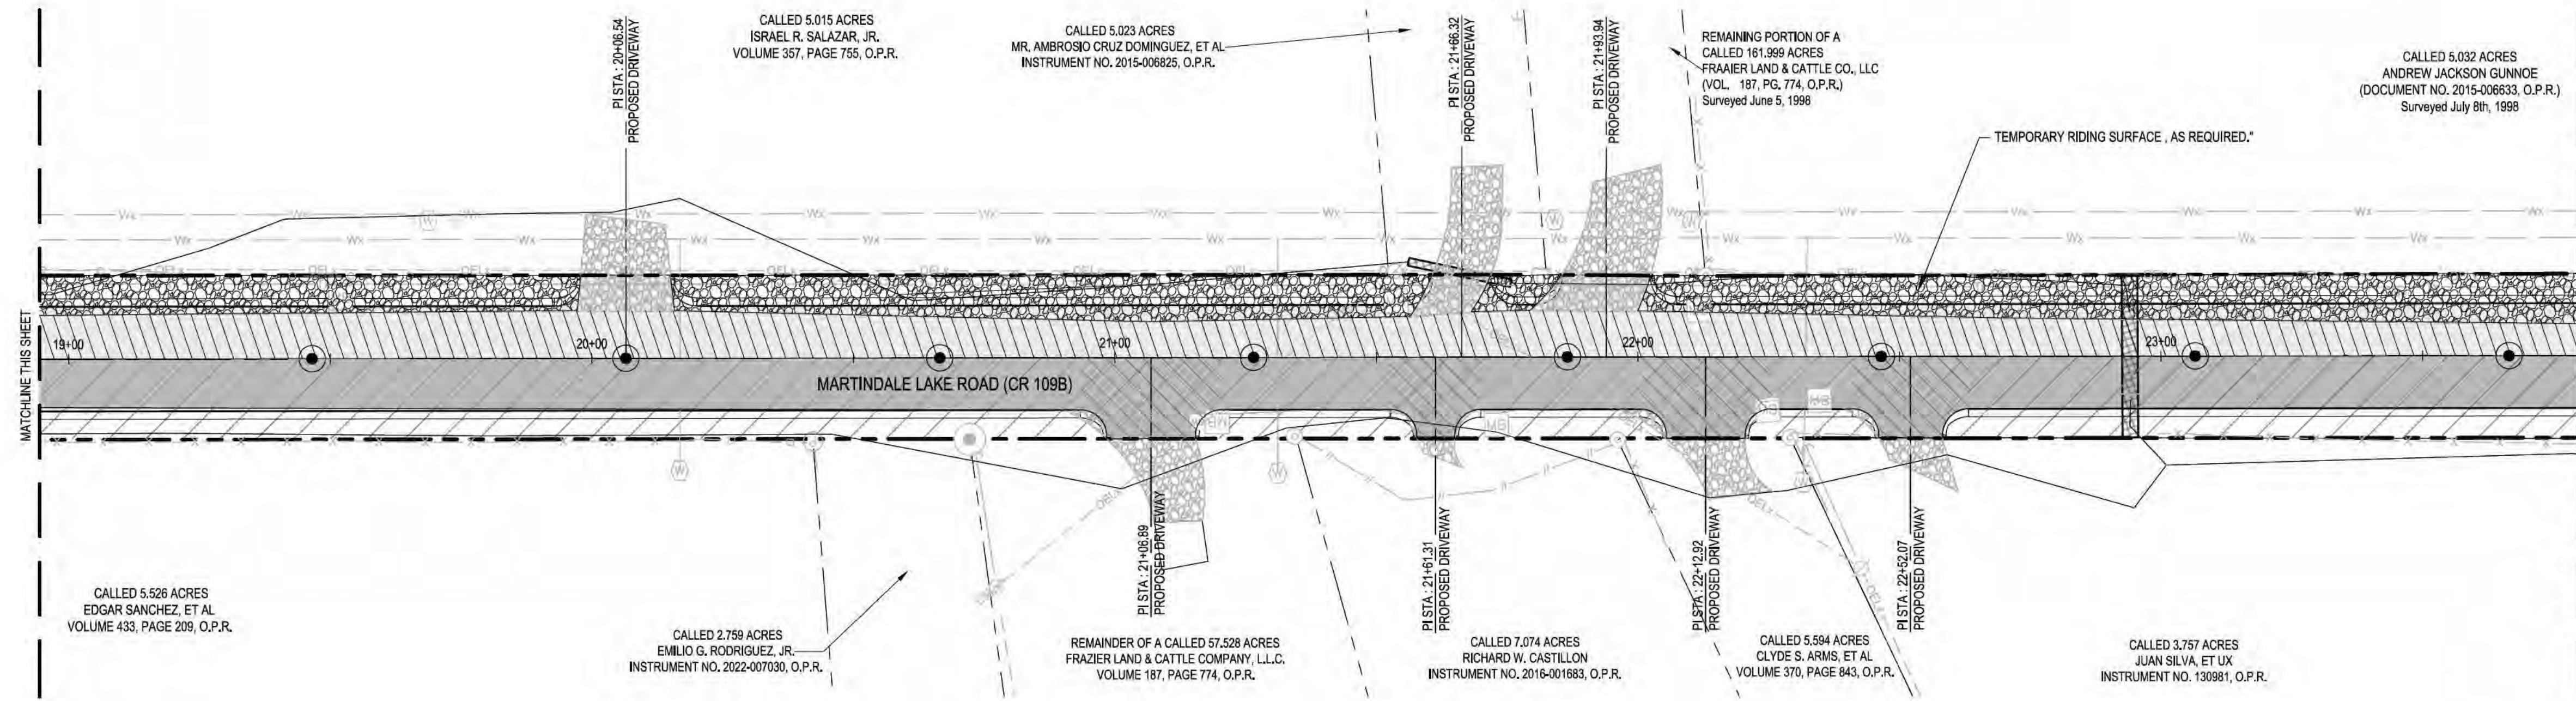 CALLED 5.015 ACRES
ISRAEL R. SALAZAR, JR.
VOLUME 357, PAGE 755, O.P.R.
CALLED 5.023 ACRES
MR. AMBROSIO CRUZ DOMINGUEZ, ET AL
INSTRUMENT NO. 2015-006825, O.P.R.
REMAINING PORTION OF A
CALLED 161.999 ACRES
FRAAIER LAND & CATTLE CO., LLC
(VOL. 187, PG. 774, O.P.R.)
Surveyed June 5, 1998
CALLED 5.032 ACRES
ANDREW JACKSON GUNNOE
(DOCUMENT NO. 2015-006633, O.P.R.)
Surveyed July 8th, 1998
PI STA : 20+06.54
PROPOSED DRIVEWAY
PI STA : 21+66.32
PROPOSED DRIVEWAY
PI STA : 21+93.94
PROPOSED DRIVEWAY
TEMPORARY RIDING SURFACE , AS REQUIRED."
MATCHLINE THIS SHEET
19+00
20+00
21+00
22+00
23+00
MARTINDALE LAKE ROAD (CR 109B)
PI STA : 21+06.89
PROPOSED DRIVEWAY
PI STA : 21+61.31
PROPOSED DRIVEWAY
PI STA : 22+12.92
PROPOSED DRIVEWAY
PI STA : 22+52.07
PROPOSED DRIVEWAY
CALLED 5.526 ACRES
EDGAR SANCHEZ, ET AL
VOLUME 433, PAGE 209, O.P.R.
CALLED 2.759 ACRES
EMILIO G. RODRIGUEZ, JR.
INSTRUMENT NO. 2022-007030, O.P.R.
REMAINDER OF A CALLED 57.528 ACRES
FRAZIER LAND & CATTLE COMPANY, L.L.C.
VOLUME 187, PAGE 774, O.P.R.
CALLED 7.074 ACRES
RICHARD W. CASTILLON
INSTRUMENT NO. 2016-001683, O.P.R.
CALLED 5.594 ACRES
CLYDE S. ARMS, ET AL
VOLUME 370, PAGE 843, O.P.R.
CALLED 3.757 ACRES
JUAN SILVA, ET UX
INSTRUMENT NO. 130981, O.P.R.